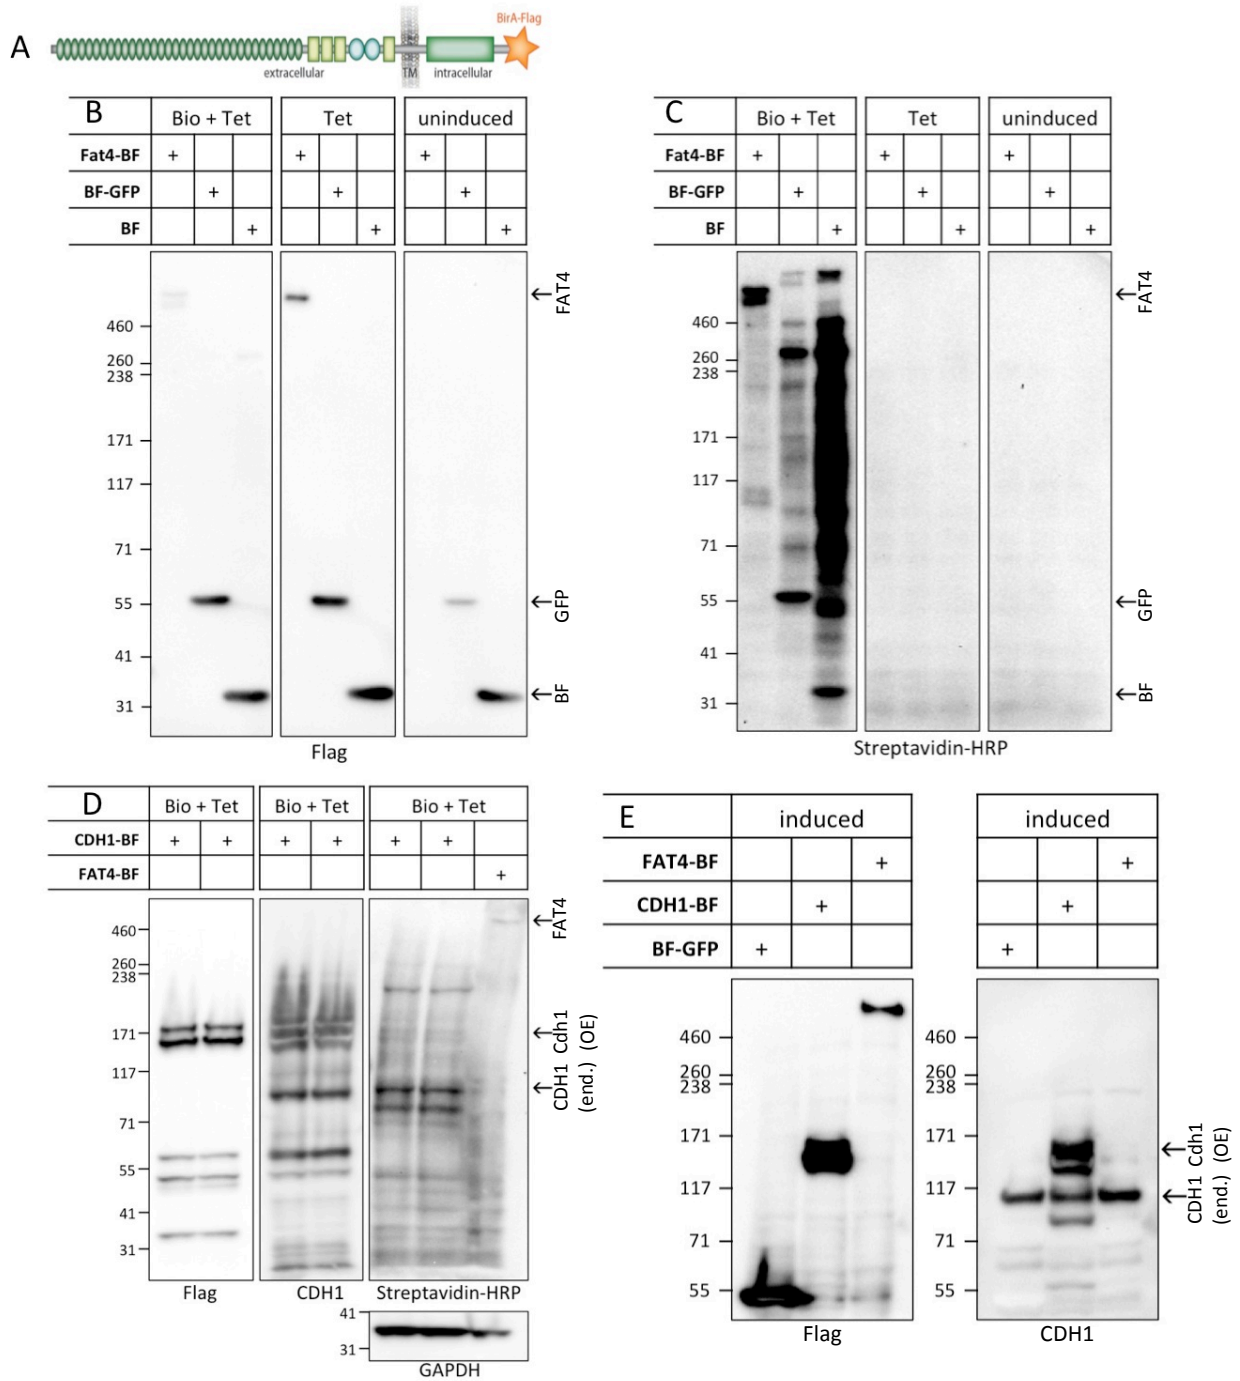 A
BirA-Flag
extracellular
TM
intracellular
B
Bio + Tet
Tet
uninduced
Fat4-BF
+
+
+
BF-GFP
+
+
+
BF
+
+
+
460
260
238
171
117
71
55
41
31
←FAT4
←GFP
←BF
Flag
C
Bio + Tet
Tet
uninduced
Fat4-BF
+
+
+
BF-GFP
+
+
+
BF
+
+
+
460
260
238
171
117
71
55
41
31
←FAT4
←GFP
←BF
Streptavidin-HRP
D
Bio + Tet
Bio + Tet
Bio + Tet
CDH1-BF
+
+
+
+
+
+
FAT4-BF
+
460
260
238
171
117
71
55
41
31
←FAT4
←Cdh1 (OE)
←CDH1 (end.)
Flag
CDH1
Streptavidin-HRP
41
31
GAPDH
E
induced
induced
FAT4-BF
+
+
CDH1-BF
+
+
BF-GFP
+
+
460
260
238
171
117
71
55
460
260
238
171
117
71
55
←Cdh1 (OE)
←CDH1 (end.)
Flag
CDH1